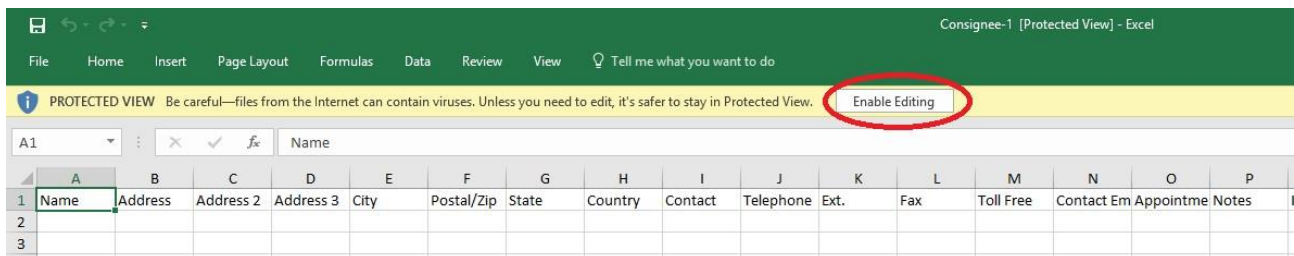 Consignee-1 [Protected View] - Excel
File Home Insert Page Layout Formulas Data Review View Tell me what you want to do
PROTECTED VIEW Be careful—files from the Internet can contain viruses. Unless you need to edit, it's safer to stay in Protected View. Enable Editing
A1 fx Name
A B C D E F G H I J K L M N O P
1 Name Address Address 2 Address 3 City Postal/Zip State Country Contact Telephone Ext. Fax Toll Free Contact Em Appointme Notes
2
3